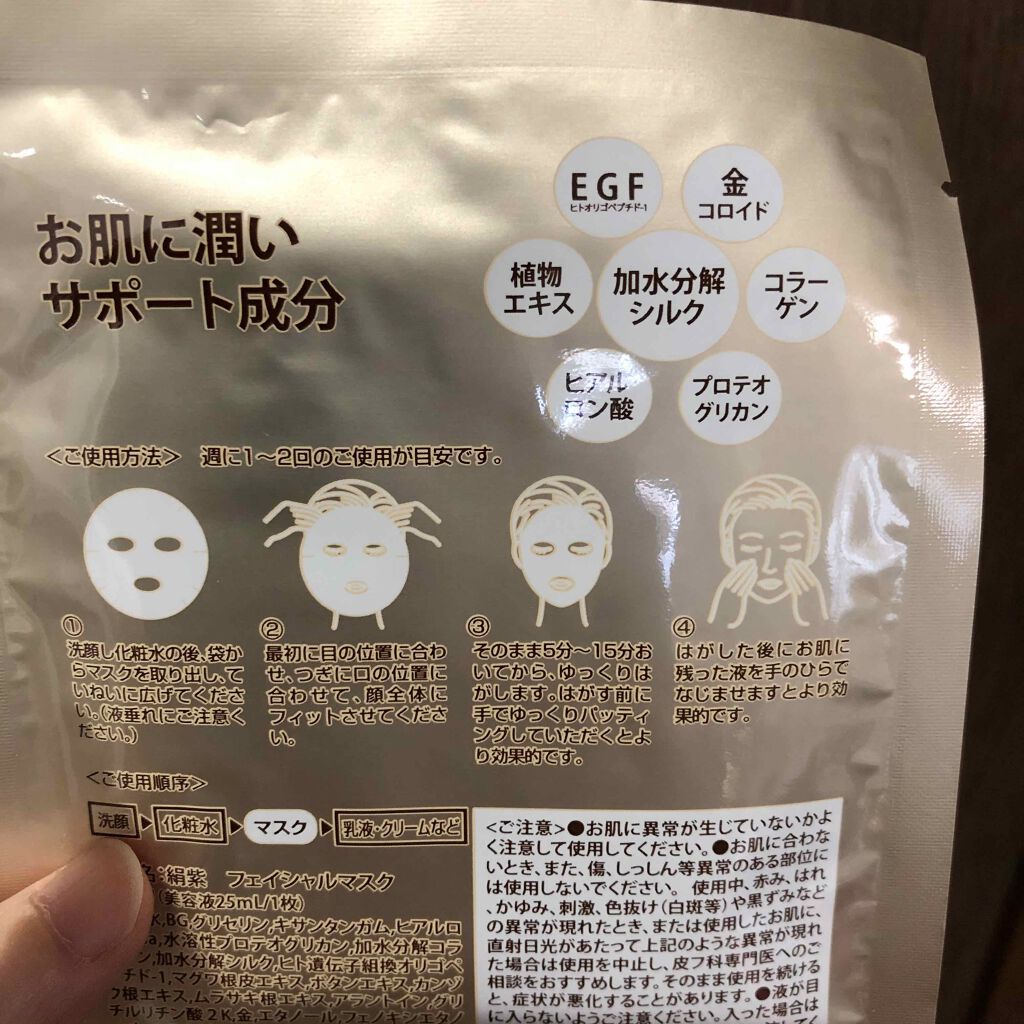 お肌に潤い
サポート成分
EGF
ヒトオリゴペプチド-1
金
コロイド
植物
エキス
加水分解
シルク
コラー
ゲン
ヒアル
ロン酸
プロテオ
グリカン
<ご使用方法> 週に1〜2回のご使用が目安です。
①
洗顔し化粧水の後、袋か
らマスクを取り出し、て
いねいに広げてくださ
い。(液垂れにご注意く
ださい。)
②
最初に目の位置に合わ
せ、つぎに口の位置に
合わせて、顔全体に
フィットさせてくださ
い。
③
そのまま5分〜15分お
いてから、ゆっくりは
がします。はがす前に
手でゆっくりパッティ
ングしていただくとよ
り効果的です。
④
はがした後にお肌に
残った液を手のひらで
なじませますとより効
果的です。
<ご使用順序>
洗顔▶化粧水▶マスク▶乳液・クリームなど
名:絹紫 フェイシャルマスク
(美容液25mL/1枚)
水,BG,グリセリン,キサンタンガム,ヒアルロ
a,水溶性プロテオグリカン,加水分解コラ
ン,加水分解シルク,ヒト遺伝子組換オリゴペ
チド-1,マグワ根皮エキス,ボタンエキス,カンゾ
ウ根エキス,ムラサキ根エキス,アラントイン,グリ
チルリチン酸2K,金,エタノール,フェノキシエタノ
<ご注意>●お肌に異常が生じていないかよ
く注意して使用してください。●お肌に合わな
いとき、また、傷、しっしん等異常のある部位に
は使用しないでください。 使用中、赤み、はれ
、かゆみ、刺激、色抜け(白斑等)や黒ずみなど
の異常が現れたとき、または使用したお肌に、
直射日光があたって上記のような異常が現れ
た場合は使用を中止し、皮フ科専門医へのご
相談をおすすめします。そのまま使用を続ける
と、症状が悪化することがあります。●液が目
に入らないようご注意ください。入った場合は